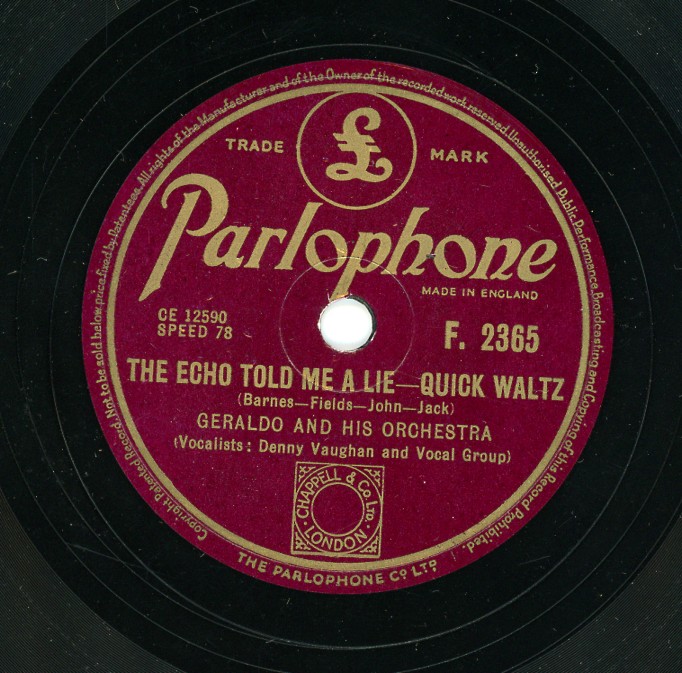 Copyright Patented Record. Not to be sold below price fixed by Patentees. All rights of the Manufacturer and of the Owner of the recorded work reserved. Unauthorised Public Performance Broadcasting and Copying of this Record Prohibited.
£
TRADE MARK
Parlophone
MADE IN ENGLAND
CE 12590
SPEED 78
F. 2365
THE ECHO TOLD ME A LIE—QUICK WALTZ
(Barnes—Fields—John—Jack)
GERALDO AND HIS ORCHESTRA
(Vocalists: Denny Vaughan and Vocal Group)
CHAPPELL & Co. LTD.
LONDON
THE PARLOPHONE Cº LTD